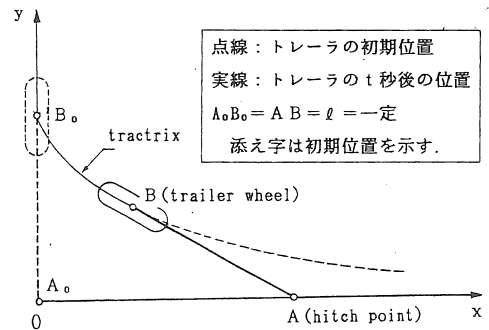 y
点線：トレーラの初期位置
実線：トレーラのｔ秒後の位置
A₀B₀＝ＡＢ＝ℓ＝一定
添え字は初期位置を示す.
B₀
tractrix
B (trailer wheel)
A₀
0
A (hitch point)
x